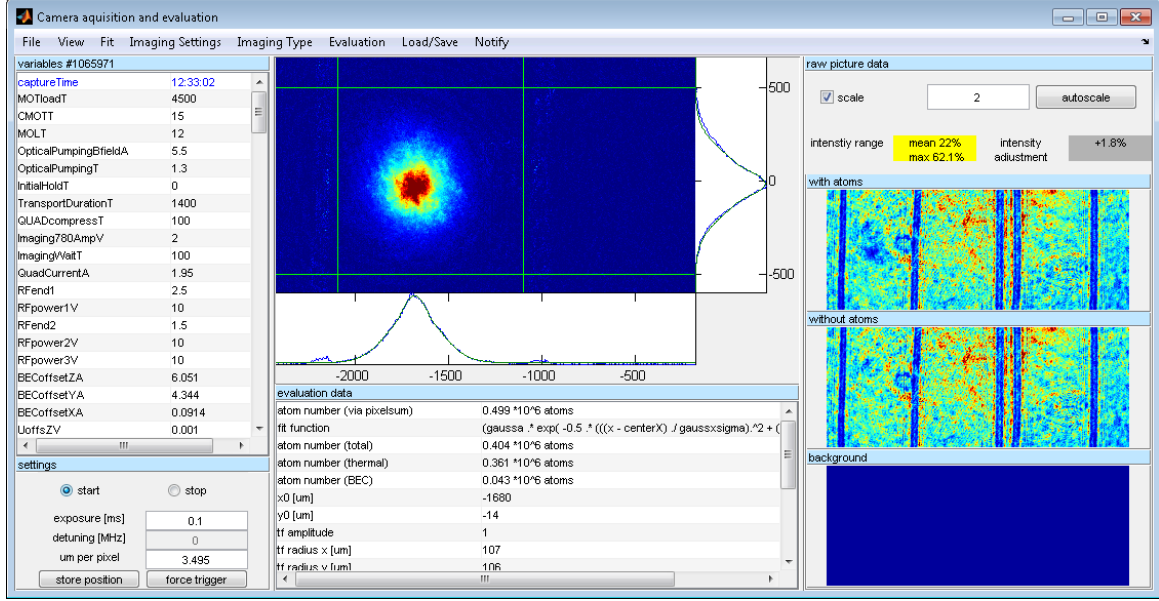 Camera aquisition and evaluation
File View Fit Imaging Settings Imaging Type Evaluation Load/Save Notify
variables #1065971
captureTime 12:33:02
MOTloadT 4500
CMOTT 15
MOLT 12
OpticalPumpingBfieldA 5.5
OpticalPumpingT 1.3
InitialHoldT 0
TransportDurationT 1400
QUADcompressT 100
Imaging780AmpV 2
ImagingWaitT 100
QuadCurrentA 1.95
RFend1 2.5
RFpower1V 10
RFend2 1.5
RFpower2V 10
RFpower3V 10
BECoffsetZA 6.051
BECoffsetYA 4.344
BECoffsetXA 0.0914
UoffsZV 0.001
settings
start stop
exposure [ms] 0.1
detuning [MHz] 0
um per pixel 3.495
store position force trigger
500
0
-500
-2000 -1500 -1000 -500
evaluation data
atom number (via pixelsum) 0.499 *10^6 atoms
fit function (gaussa .* exp( -0.5 .* (((x - centerX) ./ gaussxsigma).^2 + (
atom number (total) 0.404 *10^6 atoms
atom number (thermal) 0.361 *10^6 atoms
atom number (BEC) 0.043 *10^6 atoms
x0 [um] -1680
y0 [um] -14
tf amplitude 1
tf radius x [um] 107
tf radius y [um] 106
raw picture data
scale 2 autoscale
intenstiy range mean 22% max 62.1% intensity adiustment +1.8%
with atoms
without atoms
background